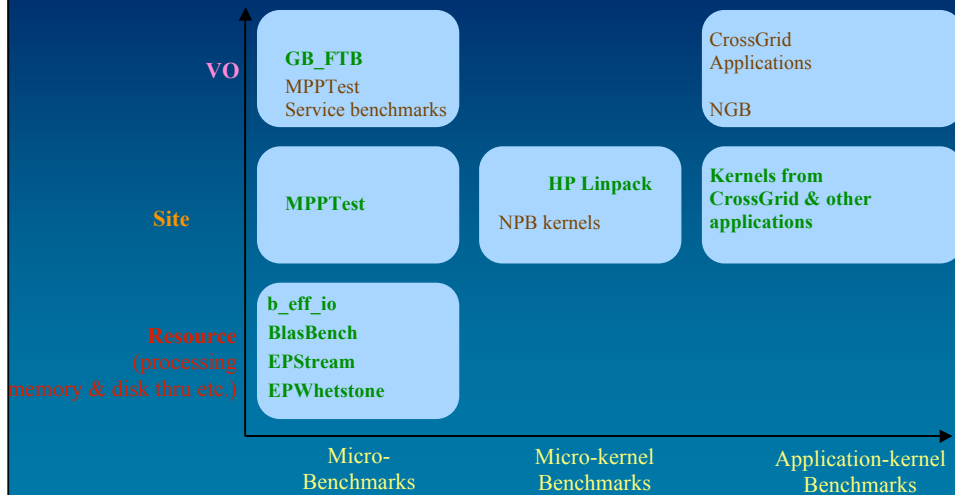 VO
GB_FTB
MPPTest
Service benchmarks
CrossGrid
Applications
NGB
Site
MPPTest
HP Linpack
NPB kernels
Kernels from
CrossGrid & other
applications
Resource
(processing
memory & disk thru etc.)
b_eff_io
BlasBench
EPStream
EPWhetstone
Micro-
Benchmarks
Micro-kernel
Benchmarks
Application-kernel
Benchmarks